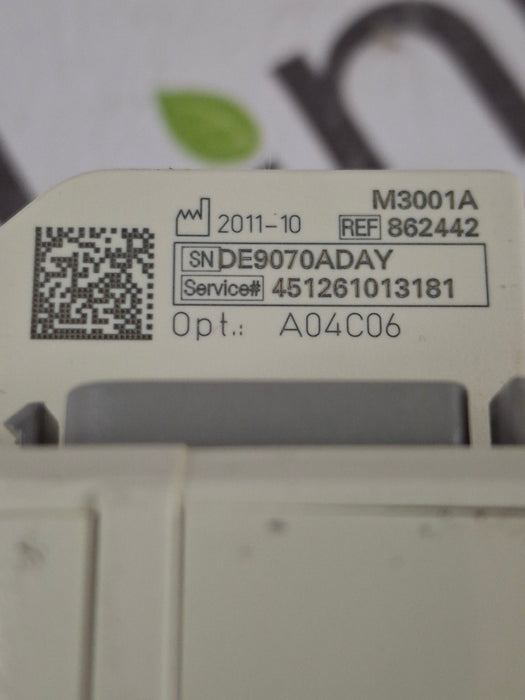 M3001A
2011-10 REF 862442
SN DE9070ADAY
Service# 451261013181
Opt.: A04C06